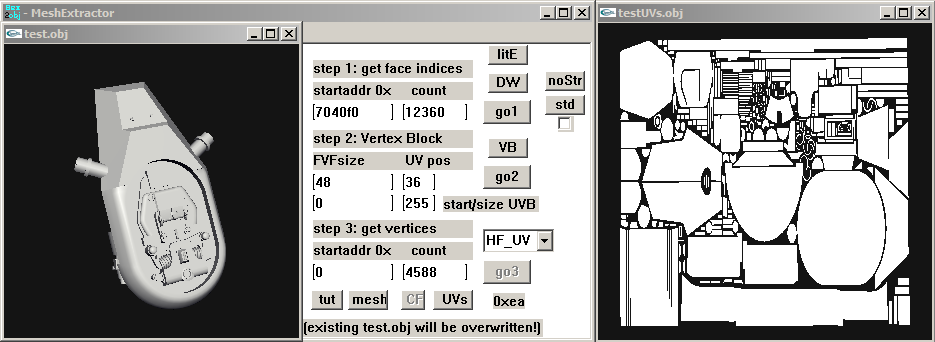 Hex 2obj - MeshExtractor
test.obj
testUVs.obj
litE
step 1: get face indices
DW
noStr
startaddr 0x count
[7040f0 ] [12360 ]
go1
std
step 2: Vertex Block
VB
FVFsize UV pos
go2
[48 ] [36 ]
[0 ] [255 ] start/size UVB
step 3: get vertices
HF_UV
startaddr 0x count
[0 ] [4588 ]
go3
tut mesh CF UVs 0xea
(existing test.obj will be overwritten!)